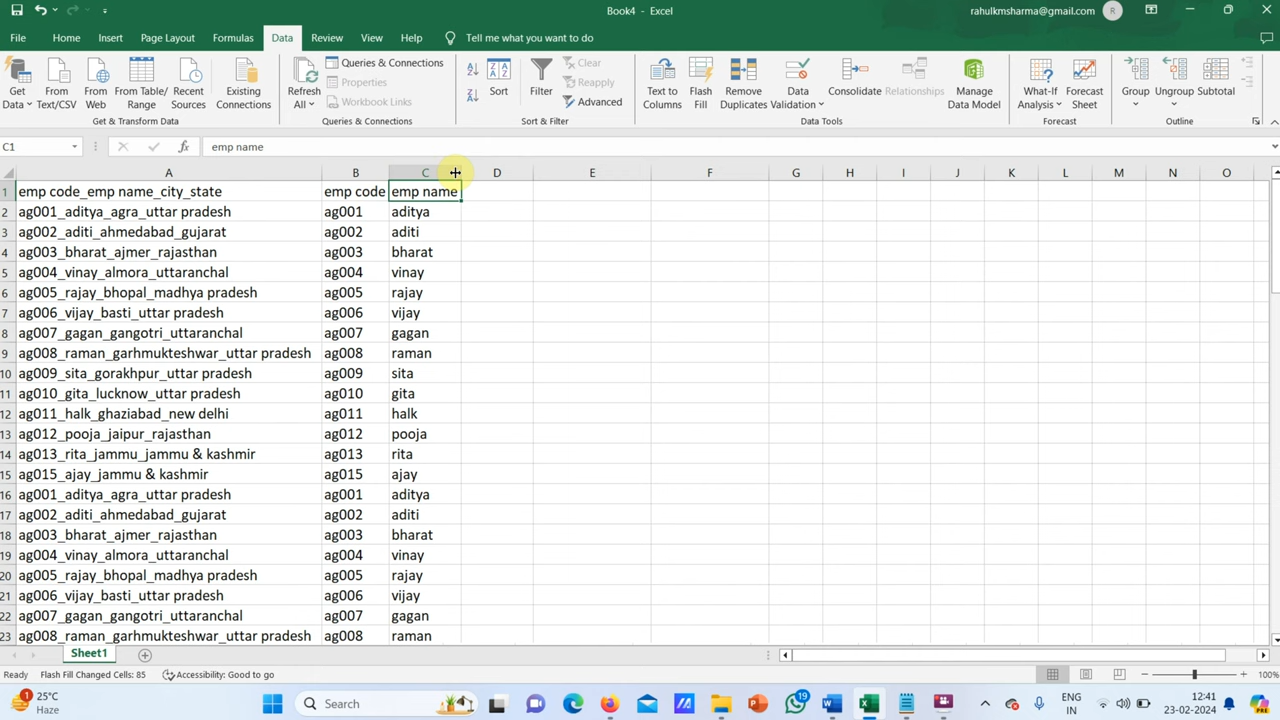 Book4 - Excel
rahulkmsharma@gmail.com R
File Home Insert Page Layout Formulas Data Review View Help Tell me what you want to do
Get Data From Text/CSV From Web From Table/Range Recent Sources Existing Connections
Refresh All Queries & Connections Properties Workbook Links
Sort Filter Clear Reapply Advanced
Text to Columns Flash Fill Remove Duplicates Data Validation Consolidate Relationships Manage Data Model
What-If Analysis Forecast Sheet Group Ungroup Subtotal
Get & Transform Data Queries & Connections Sort & Filter Data Tools Forecast Outline
C1 fx emp name
A B C D E F G H I J K L M N O
1 emp code_emp name_city_state emp code emp name
2 ag001_aditya_agra_uttar pradesh ag001 aditya
3 ag002_aditi_ahmedabad_gujarat ag002 aditi
4 ag003_bharat_ajmer_rajasthan ag003 bharat
5 ag004_vinay_almora_uttaranchal ag004 vinay
6 ag005_rajay_bhopal_madhya pradesh ag005 rajay
7 ag006_vijay_basti_uttar pradesh ag006 vijay
8 ag007_gagan_gangotri_uttaranchal ag007 gagan
9 ag008_raman_garhmukteshwar_uttar pradesh ag008 raman
10 ag009_sita_gorakhpur_uttar pradesh ag009 sita
11 ag010_gita_lucknow_uttar pradesh ag010 gita
12 ag011_halk_ghaziabad_new delhi ag011 halk
13 ag012_pooja_jaipur_rajasthan ag012 pooja
14 ag013_rita_jammu_jammu & kashmir ag013 rita
15 ag015_ajay_jammu & kashmir ag015 ajay
16 ag001_aditya_agra_uttar pradesh ag001 aditya
17 ag002_aditi_ahmedabad_gujarat ag002 aditi
18 ag003_bharat_ajmer_rajasthan ag003 bharat
19 ag004_vinay_almora_uttaranchal ag004 vinay
20 ag005_rajay_bhopal_madhya pradesh ag005 rajay
21 ag006_vijay_basti_uttar pradesh ag006 vijay
22 ag007_gagan_gangotri_uttaranchal ag007 gagan
23 ag008_raman_garhmukteshwar_uttar pradesh ag008 raman
Sheet1
Ready Flash Fill Changed Cells: 85 Accessibility: Good to go 100%
1 25°C Haze Search 19 ENG IN 12:41 23-02-2024